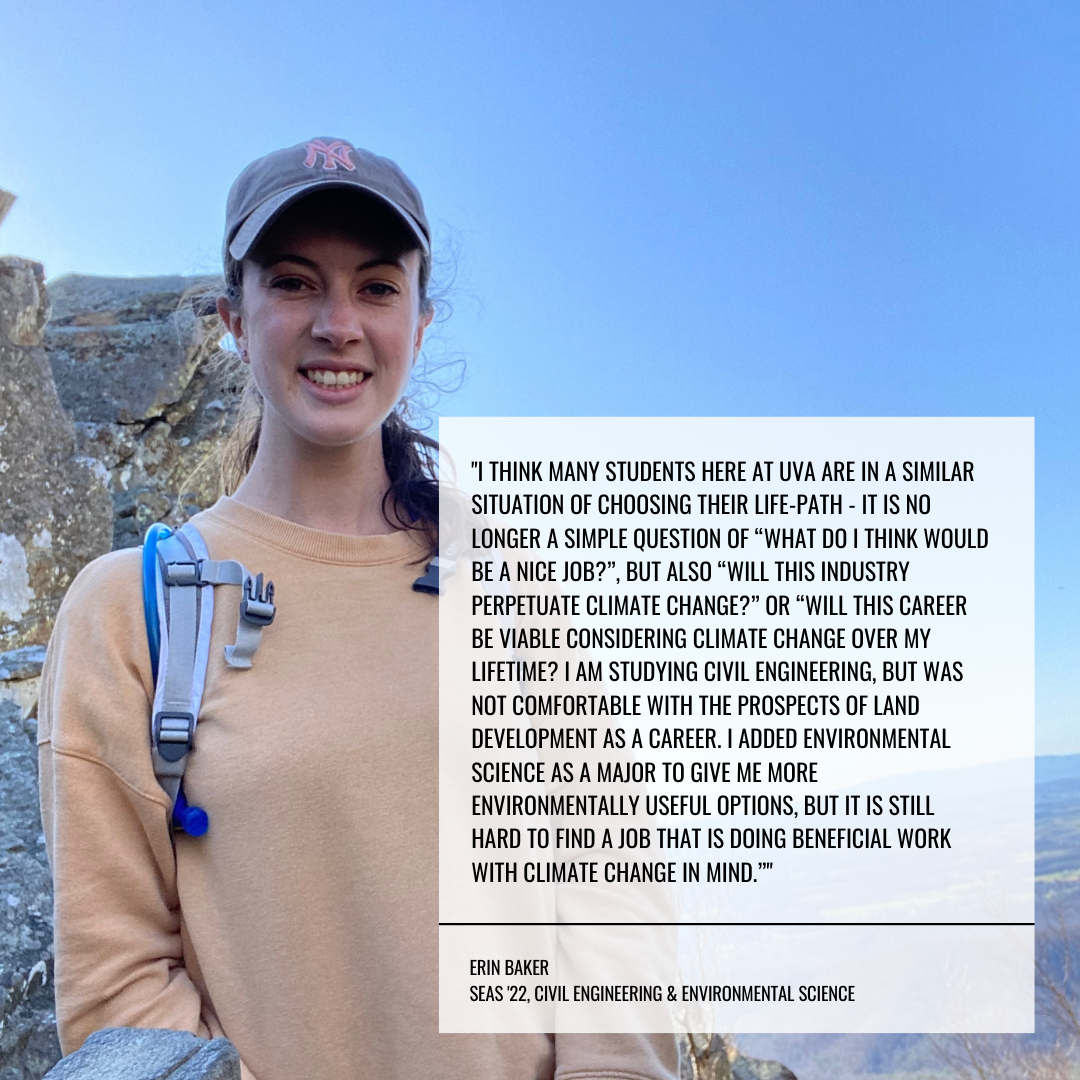 NY
"I THINK MANY STUDENTS HERE AT UVA ARE IN A SIMILAR
SITUATION OF CHOOSING THEIR LIFE-PATH - IT IS NO
LONGER A SIMPLE QUESTION OF “WHAT DO I THINK WOULD
BE A NICE JOB?”, BUT ALSO “WILL THIS INDUSTRY
PERPETUATE CLIMATE CHANGE?” OR “WILL THIS CAREER
BE VIABLE CONSIDERING CLIMATE CHANGE OVER MY
LIFETIME? I AM STUDYING CIVIL ENGINEERING, BUT WAS
NOT COMFORTABLE WITH THE PROSPECTS OF LAND
DEVELOPMENT AS A CAREER. I ADDED ENVIRONMENTAL
SCIENCE AS A MAJOR TO GIVE ME MORE
ENVIRONMENTALLY USEFUL OPTIONS, BUT IT IS STILL
HARD TO FIND A JOB THAT IS DOING BENEFICIAL WORK
WITH CLIMATE CHANGE IN MIND.”"
ERIN BAKER
SEAS '22, CIVIL ENGINEERING & ENVIRONMENTAL SCIENCE